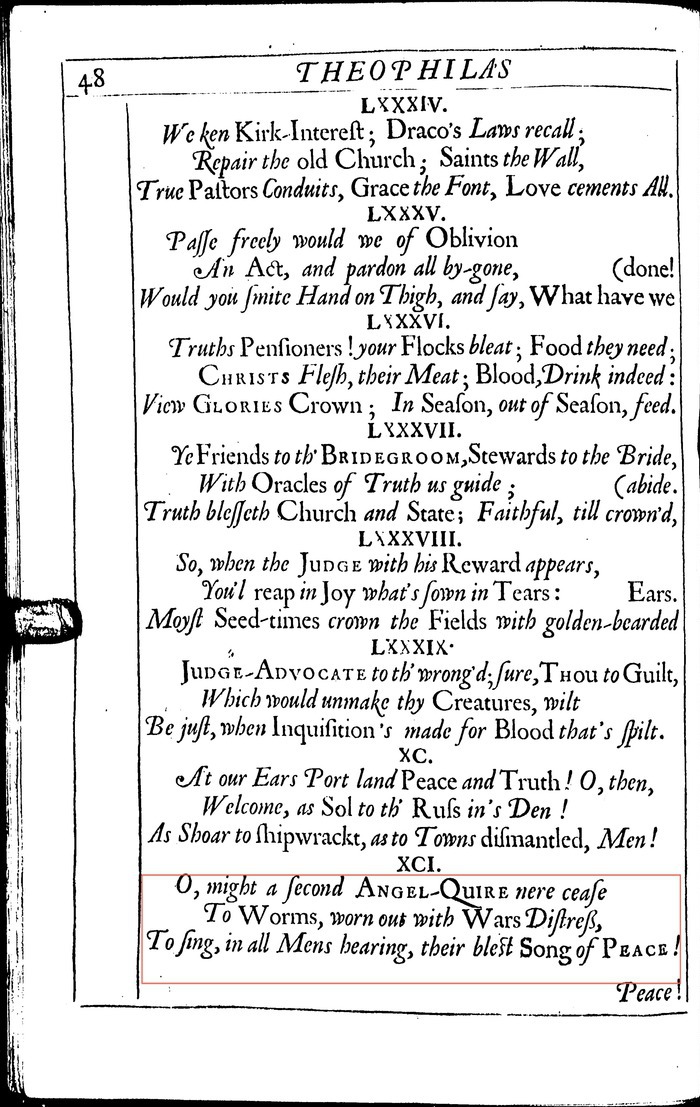 48
THEOPHILAS
LXXXIV.
We ken Kirk-Intereſt; Draco's Laws recall;
Repair the old Church; Saints the Wall,
True Paſtors Conduits, Grace the Font, Love cements All.
LXXXV.
Paſſe freely would we of Oblivion
An Act, and pardon all by-gone, (done!
Would you ſmite Hand on Thigh, and ſay, What have we
LXXXVI.
Truths Penſioners! your Flocks bleat; Food they need;
CHRISTS Fleſh, their Meat; Blood, Drink indeed:
View GLORIES Crown; In Seaſon, out of Seaſon, feed.
LXXXVII.
Ye Friends to th' BRIDEGROOM, Stewards to the Bride,
With Oracles of Truth us guide; (abide.
Truth bleſſeth Church and State; Faithful, till crown'd,
LXXXVIII.
So, when the JUDGE with his Reward appears,
You'l reap in Joy what's ſown in Tears: Ears.
Moyſt Seed-times crown the Fields with golden-bearded
LXXXIX.
JUDGE-ADVOCATE to th' wrong'd; ſure, THOU to Guilt,
Which would unmake thy Creatures, wilt
Be juſt, when Inquiſition's made for Blood that's ſpilt.
XC.
At our Ears Port land Peace and Truth! O, then,
Welcome, as Sol to th' Ruſs in's Den!
As Shoar to ſhipwrackt, as to Towns diſmantled, Men!
XCI.
O, might a ſecond ANGEL-QUIRE nere ceaſe
To Worms, worn out with Wars Diſtreſs,
To ſing, in all Mens hearing, their bleſt Song of PEACE!
Peace!